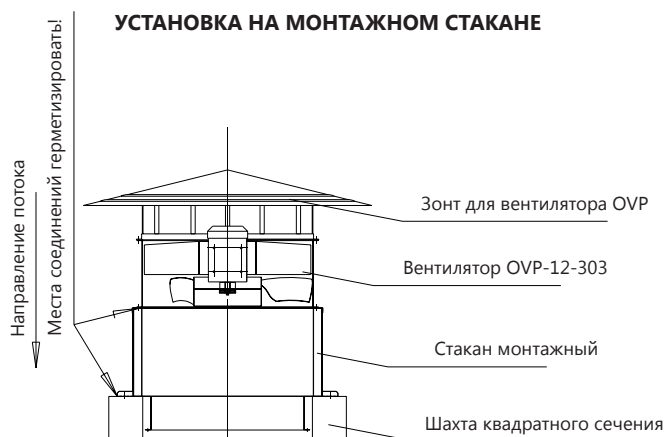 УСТАНОВКА НА МОНТАЖНОМ СТАКАНЕ
Направление потока
Места соединений герметизировать!
Зонт для вентилятора OVP
Вентилятор OVP-12-303
Стакан монтажный
Шахта квадратного сечения